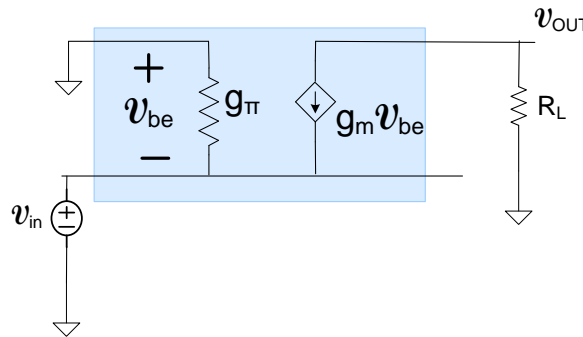 v_OUT
+
v_be
−
g_π
g_m v_be
R_L
v_in
+
−